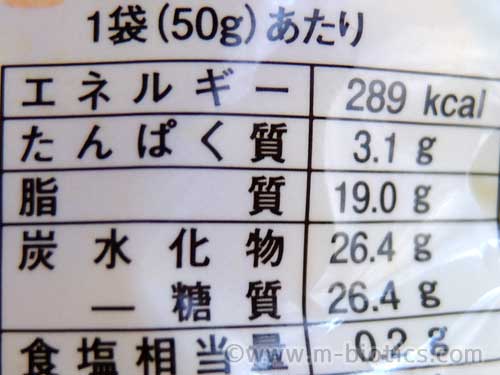 1袋(50g)あたり
エネルギー 289 kcal
たんぱく質 3.1 g
脂質 19.0 g
炭水化物 26.4 g
—糖質 26.4 g
食塩相当量 0.2 g
©www.m-biotics.com